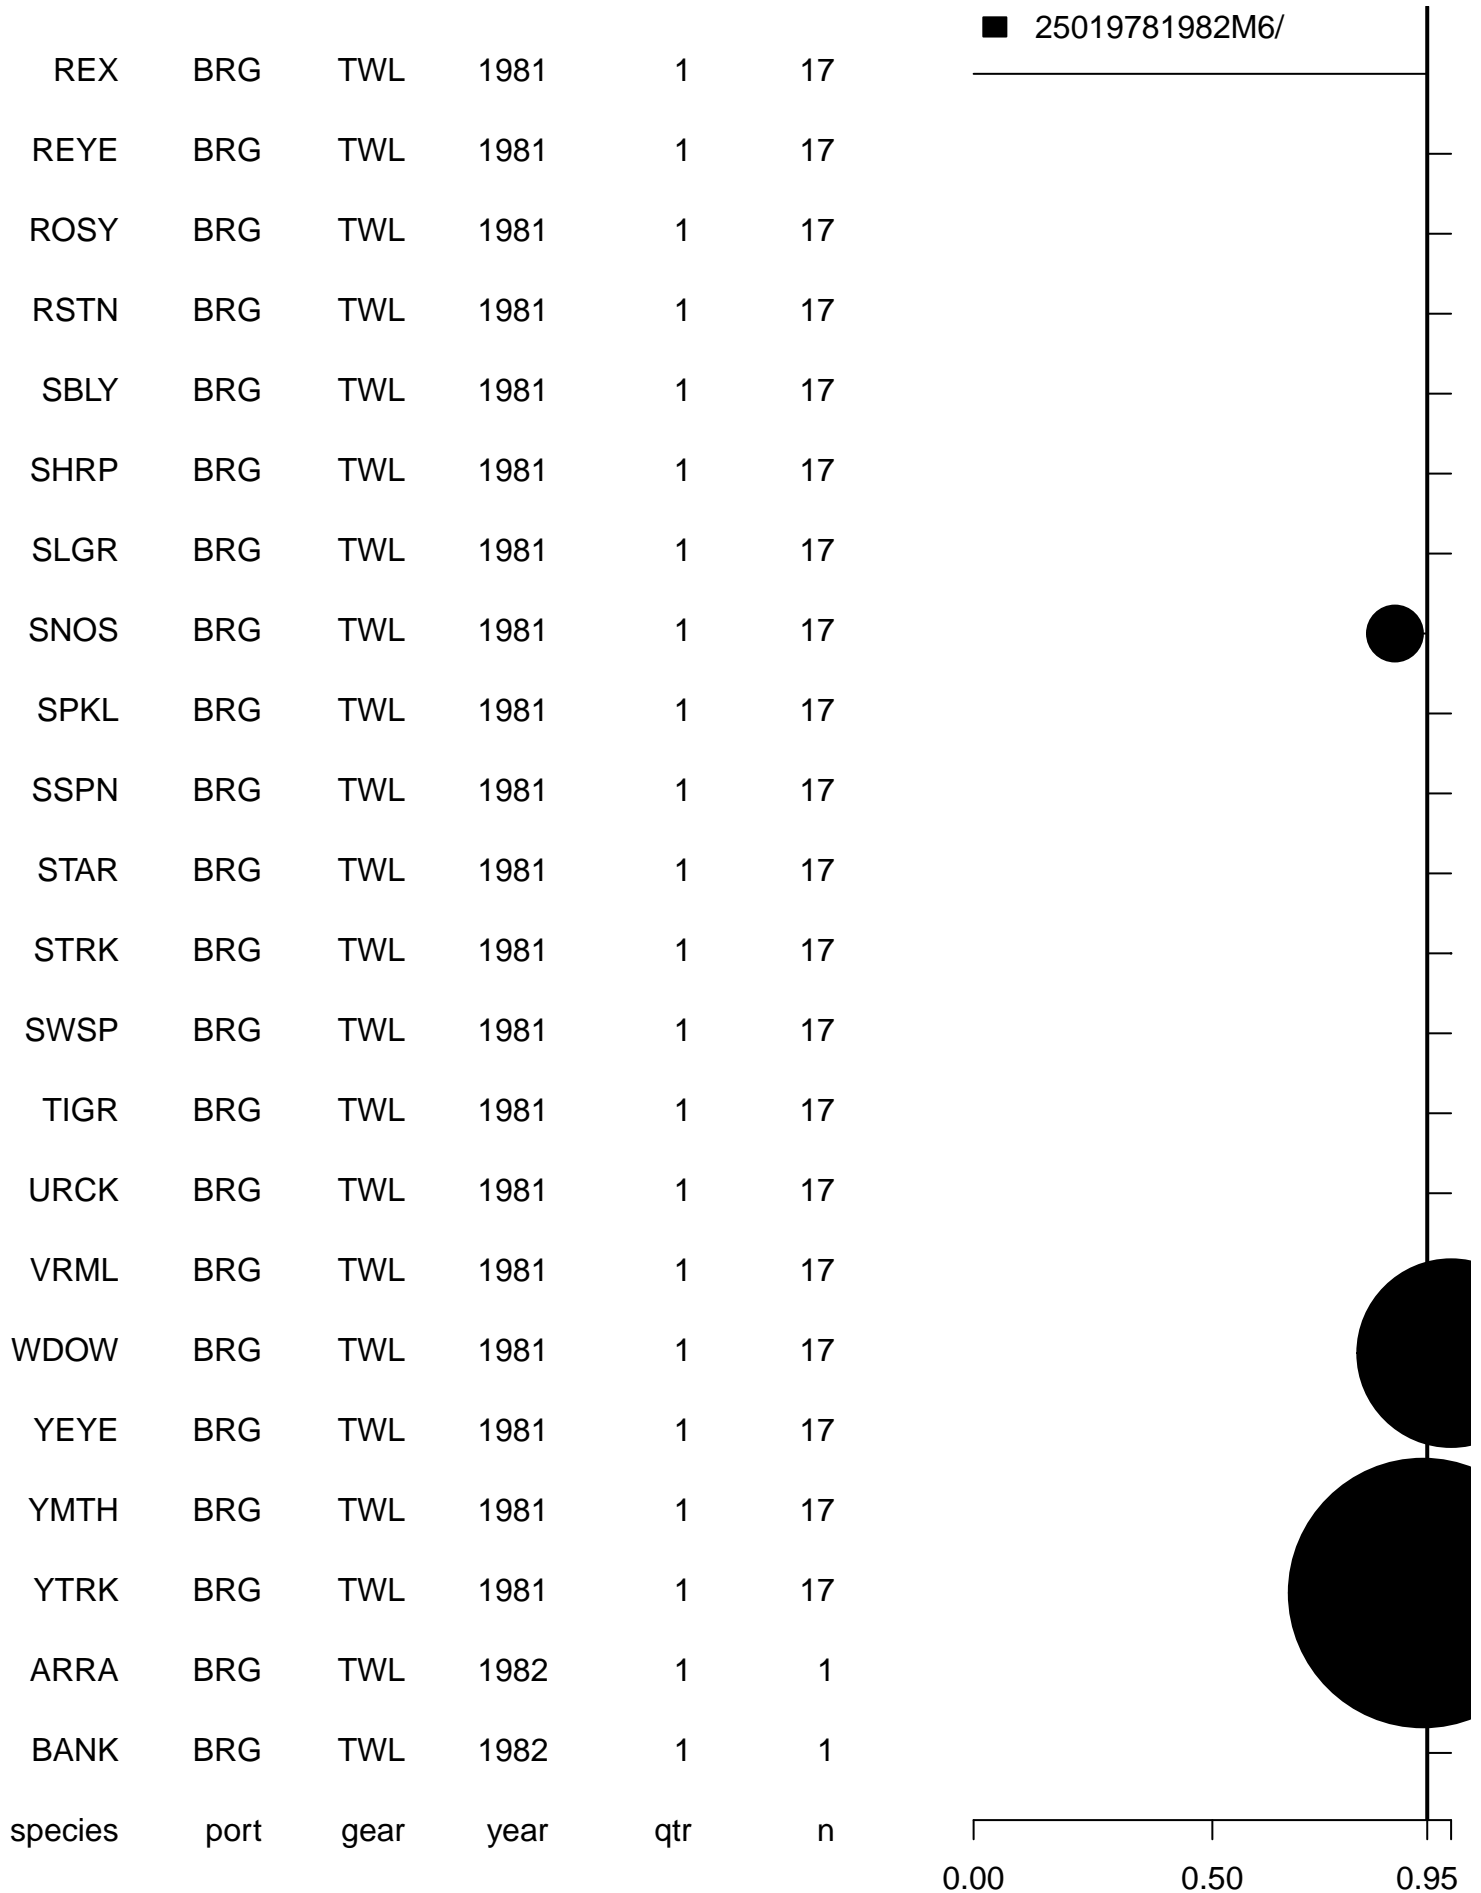 25019781982M6/
REX BRG TWL 1981 1 17
REYE BRG TWL 1981 1 17
ROSY BRG TWL 1981 1 17
RSTN BRG TWL 1981 1 17
SBLY BRG TWL 1981 1 17
SHRP BRG TWL 1981 1 17
SLGR BRG TWL 1981 1 17
SNOS BRG TWL 1981 1 17
SPKL BRG TWL 1981 1 17
SSPN BRG TWL 1981 1 17
STAR BRG TWL 1981 1 17
STRK BRG TWL 1981 1 17
SWSP BRG TWL 1981 1 17
TIGR BRG TWL 1981 1 17
URCK BRG TWL 1981 1 17
VRML BRG TWL 1981 1 17
WDOW BRG TWL 1981 1 17
YEYE BRG TWL 1981 1 17
YMTH BRG TWL 1981 1 17
YTRK BRG TWL 1981 1 17
ARRA BRG TWL 1982 1 1
BANK BRG TWL 1982 1 1
species port gear year qtr n
0.00 0.50 0.95